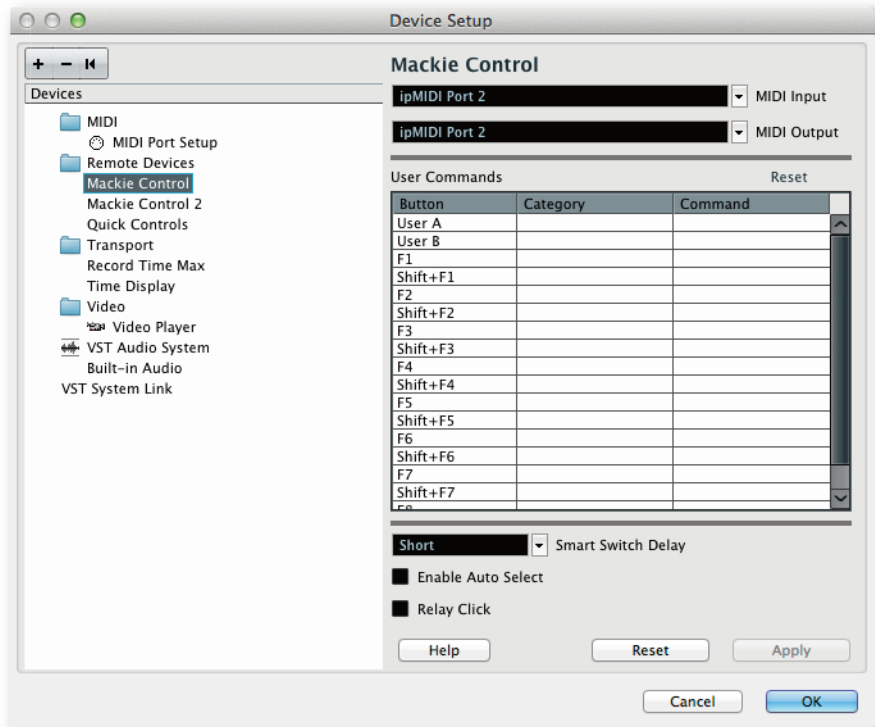 Device Setup
Devices
MIDI
MIDI Port Setup
Remote Devices
Mackie Control
Mackie Control 2
Quick Controls
Transport
Record Time Max
Time Display
Video
Video Player
VST Audio System
Built-in Audio
VST System Link
Mackie Control
ipMIDI Port 2 MIDI Input
ipMIDI Port 2 MIDI Output
User Commands Reset
Button Category Command
User A
User B
F1
Shift+F1
F2
Shift+F2
F3
Shift+F3
F4
Shift+F4
F5
Shift+F5
F6
Shift+F6
F7
Shift+F7
Short Smart Switch Delay
Enable Auto Select
Relay Click
Help Reset Apply
Cancel OK